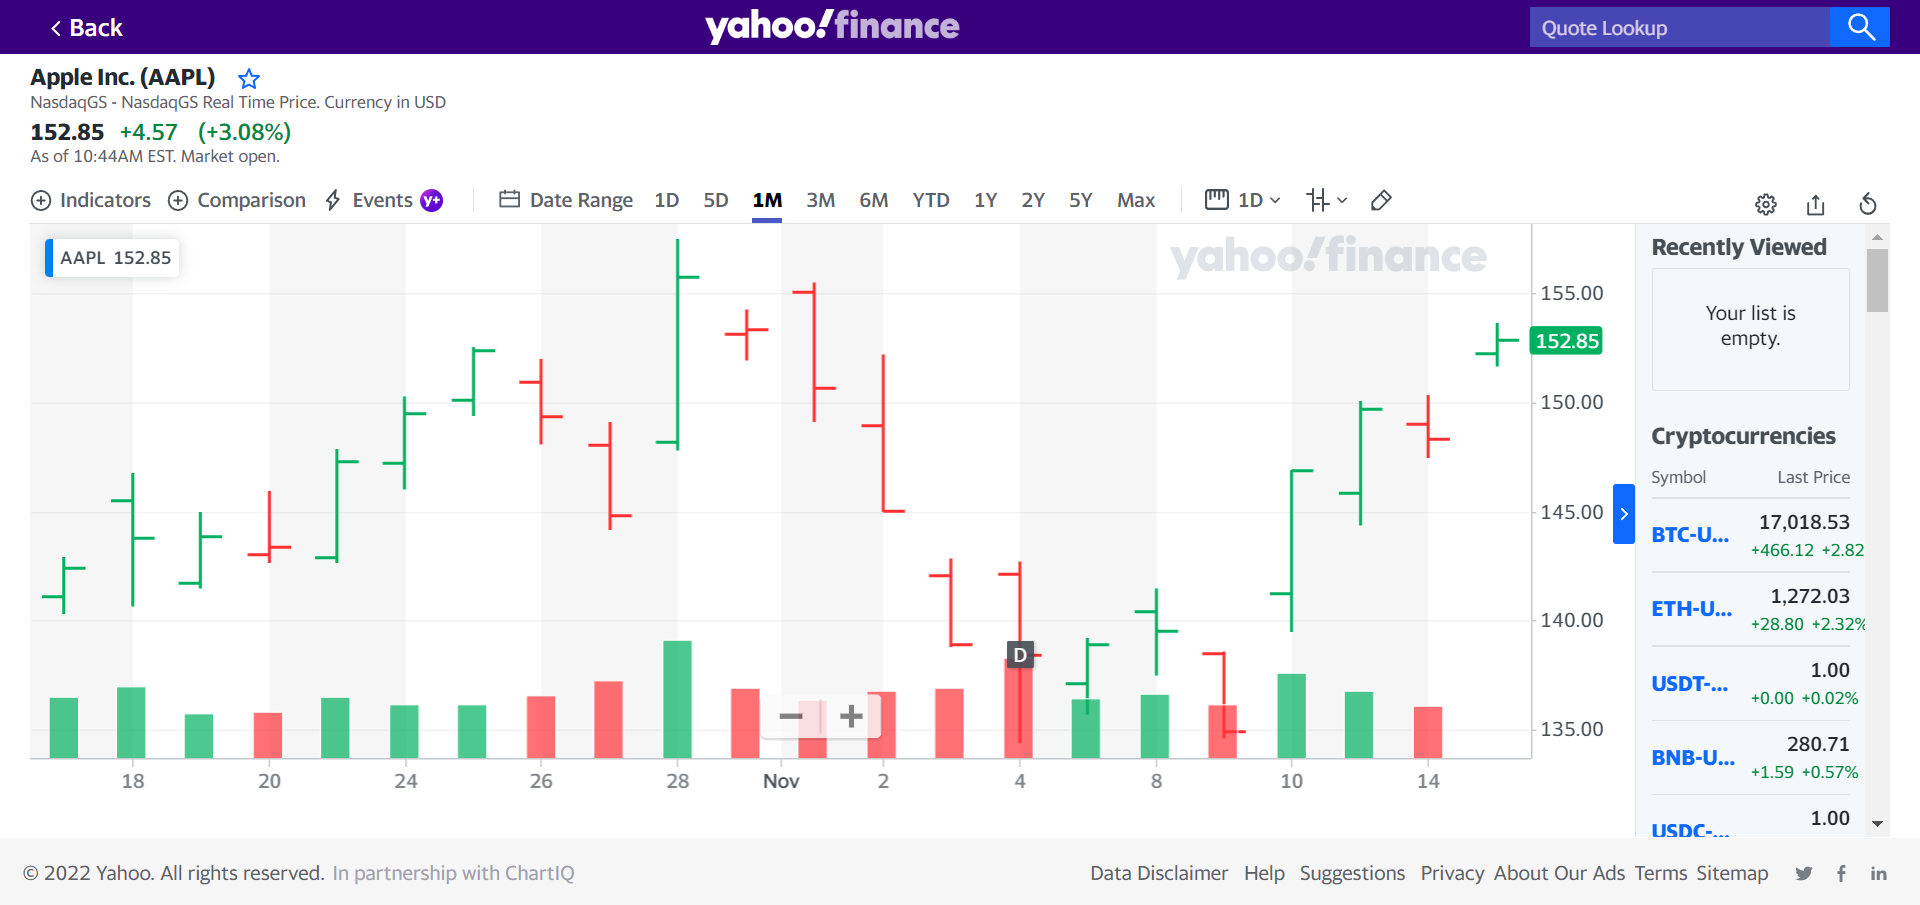 Back
yahoo!finance
Quote Lookup
Apple Inc. (AAPL)
NasdaqGS - NasdaqGS Real Time Price. Currency in USD
152.85 +4.57 (+3.08%)
As of 10:44AM EST. Market open.
Indicators Comparison Events y+ Date Range 1D 5D 1M 3M 6M YTD 1Y 2Y 5Y Max 1D
AAPL 152.85
yahoo!finance
155.00
152.85
150.00
145.00
140.00
135.00
D
18 20 24 26 28 Nov 2 4 8 10 14
Recently Viewed
Your list is
empty.
Cryptocurrencies
Symbol Last Price
BTC-U... 17,018.53
+466.12 +2.82
ETH-U... 1,272.03
+28.80 +2.32%
USDT-... 1.00
+0.00 +0.02%
BNB-U... 280.71
+1.59 +0.57%
USDC-... 1.00
© 2022 Yahoo. All rights reserved. In partnership with ChartIQ
Data Disclaimer Help Suggestions Privacy About Our Ads Terms Sitemap